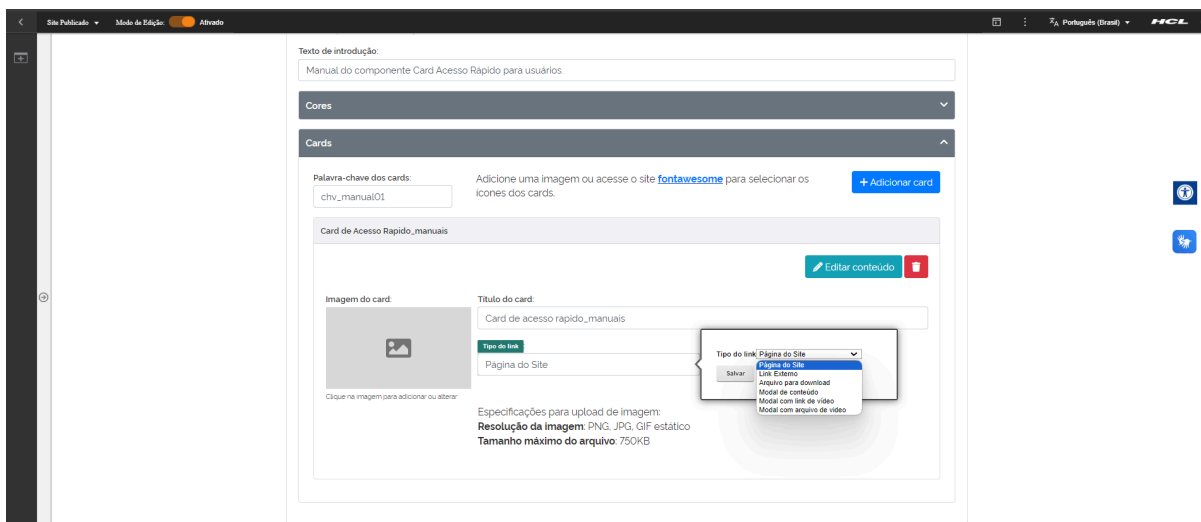 Site Publicado
Modo de Edição:
Ativado
Português (Brasil)
HCL
Texto de introdução:
Manual do componente Card Acesso Rápido para usuários.
Cores
Cards
Palavra-chave dos cards:
chv_manual01
Adicione uma imagem ou acesse o site fontawesome para selecionar os
ícones dos cards.
+ Adicionar card
Card de Acesso Rapido_manuais
Editar conteúdo
Imagem do card:
Clique na imagem para adicionar ou alterar
Título do card:
Card de acesso rapido_manuais
Tipo do link
Página do Site
Tipo do link Página do Site
Página do Site
Link Externo
Arquivo para download
Modal de conteúdo
Modal com link de vídeo
Modal com arquivo de vídeo
Salvar
Especificações para upload de imagem:
Resolução da imagem: PNG, JPG, GIF estático
Tamanho máximo do arquivo: 750KB